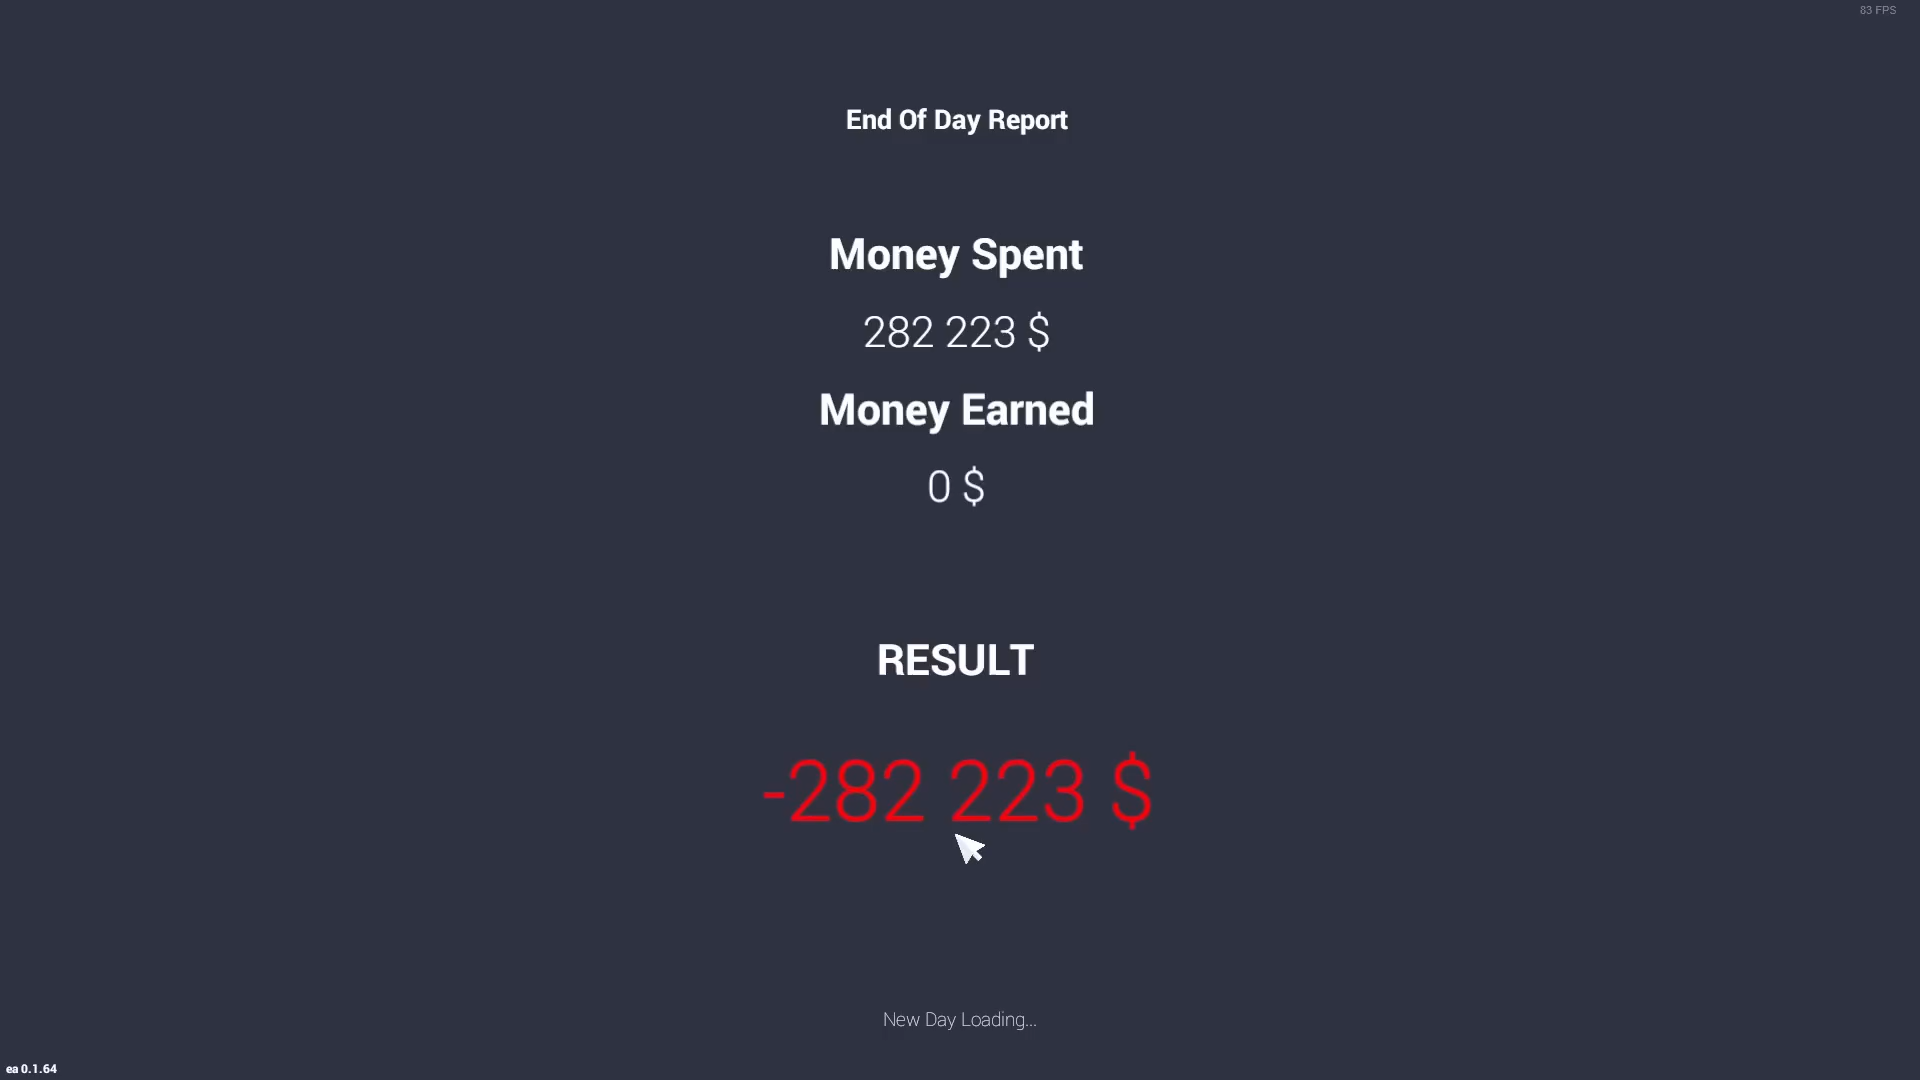 83 FPS
End Of Day Report
Money Spent
282 223 $
Money Earned
0 $
RESULT
-282 223 $
New Day Loading...
ea 0.1.64